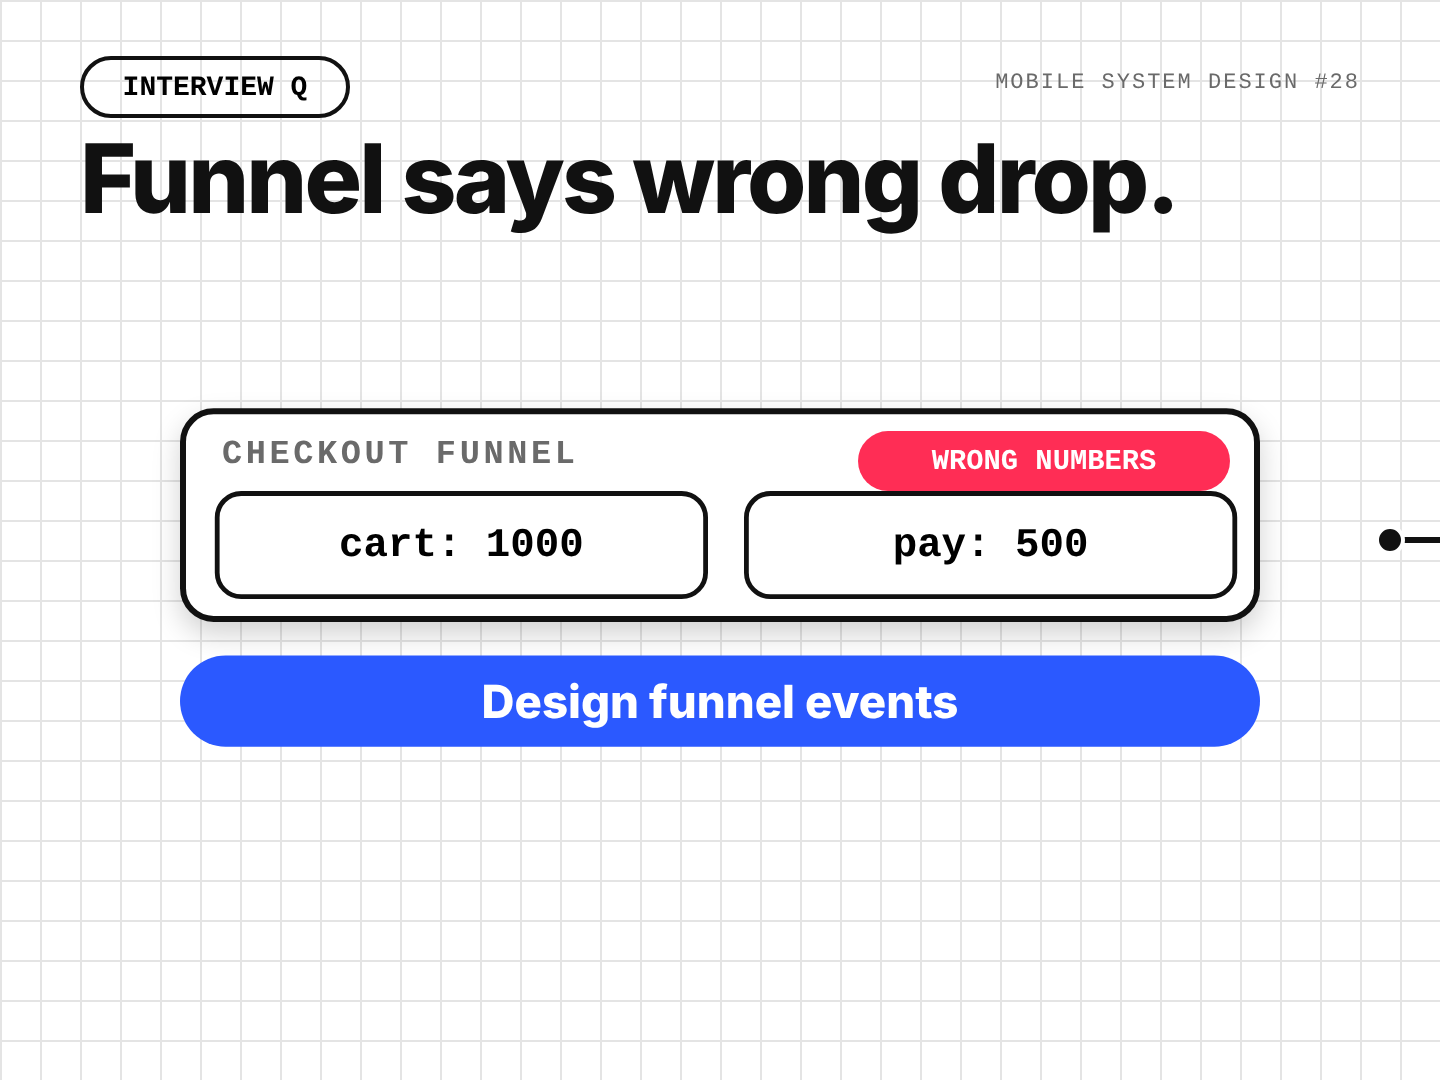 INTERVIEW Q
MOBILE SYSTEM DESIGN #28
Funnel says wrong drop.
CHECKOUT FUNNEL
WRONG NUMBERS
cart: 1000
pay: 500
Design funnel events